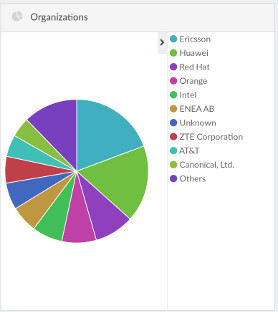 Organizations
Ericsson
Huawei
Red Hat
Orange
Intel
ENEA AB
Unknown
ZTE Corporation
AT&T
Canonical, Ltd.
Others